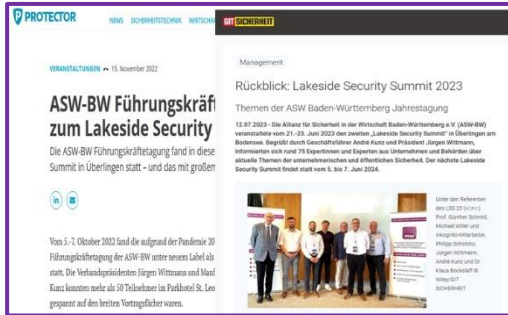 PROTECTOR
NEWS SICHERHEITSTECHNIK WIRTSCHA
VERANSTALTUNGEN 15. November 2022
ASW-BW Führungskräft
zum Lakeside Security
Die ASW-BW Führungskräftetagung fand in diese
Summit in Überlingen statt – und das mit großem
in
Vom 5.-7. Oktober 2022 fand die aufgrund der Pandemie 20
Führungskräftetagung der ASW-BW unter neuem Label als
statt. Die Verbandspräsidenten Jürgen Wittmann und Manf
Kunz konnten mehr als 50 Teilnehmer im Parkhotel St. Leo
gespannt auf den breiten Vortragsfächer waren.
GIT SICHERHEIT
Management
Rückblick: Lakeside Security Summit 2023
Themen der ASW Baden-Württemberg Jahrestagung
12.07.2023 - Die Allianz für Sicherheit in der Wirtschaft Baden-Württemberg e.V. (ASW-BW)
veranstaltete vom 21.-23. Juni 2023 den zweiten „Lakeside Security Summit" in Überlingen am
Bodensee. Begrüßt durch Geschäftsführer André Kunz und Präsident Jürgen Wittmann,
informierten sich rund 75 Expertinnen und Experten aus Unternehmen und Behörden über
aktuelle Themen der unternehmerischen und öffentlichen Sicherheit. Der nächste Lakeside
Security Summit findet statt vom 5. bis 7. Juni 2024.
Unter den Referenten
des LSS 23 (v.l.n.r.):
Prof. Günther Schmid,
Michael Willer und
Inkognito-Mitarbeiter,
Philipp Schotzko,
Jürgen Wittmann,
André Kunz und Dr.
Klaus Bockslaff ©
Wiley/GIT
SICHERHEIT